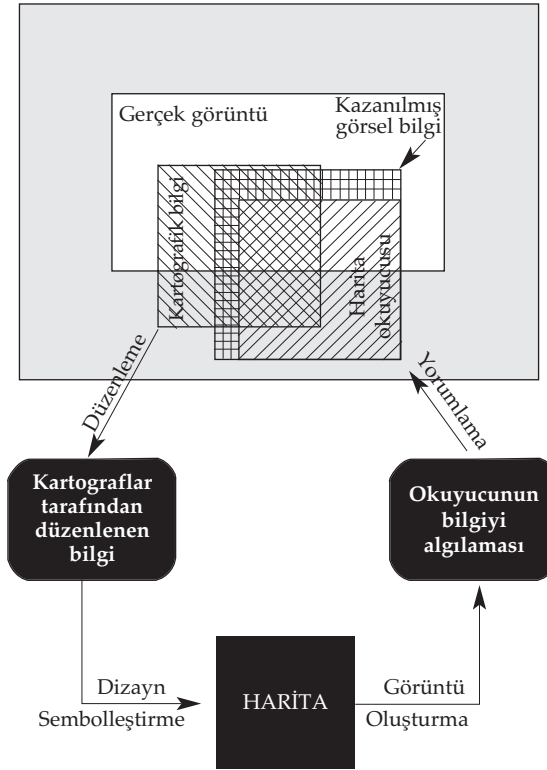 Gerçek görüntü
Kazanılmış
görsel bilgi
Kartografik bilgi
Harita
okuyucusu
Düzenleme
Yorumlama
Kartograflar
tarafından
düzenlenen
bilgi
Okuyucunun
bilgiyi
algılaması
Dizayn
Sembolleştirme
HARİTA
Görüntü
Oluşturma